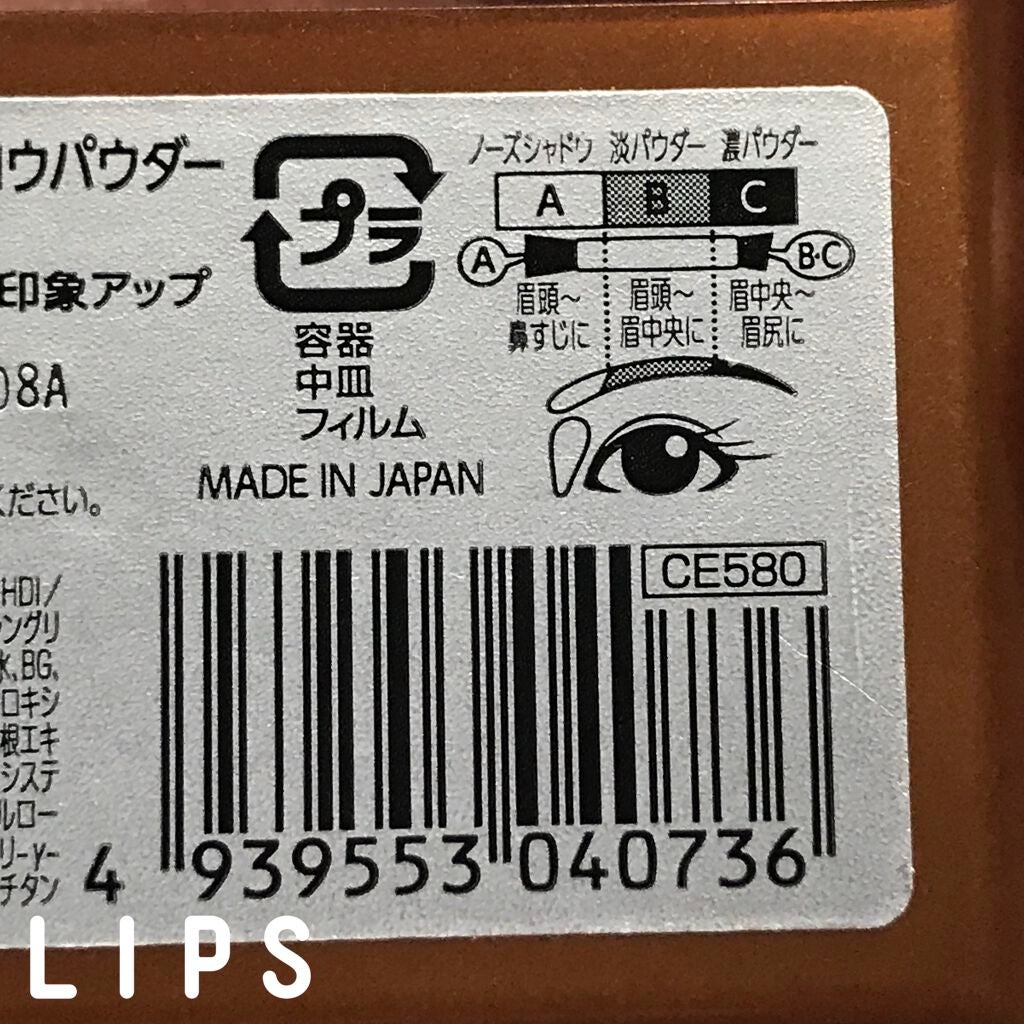 ロウパウダー
印象アップ
08A
ください。
HDI/
ングリ
水、BG、
ロキシ
根エキ
システ
ルロー
リ-γ-
チタン
プラ
容器
中皿
フィルム
MADE IN JAPAN
ノーズシャドウ 淡パウダー 濃パウダー
A B C
A B・C
眉頭～ 眉頭～ 眉中央～
鼻すじに 眉中央に 眉尻に
CE580
4 939553 040736
LIPS